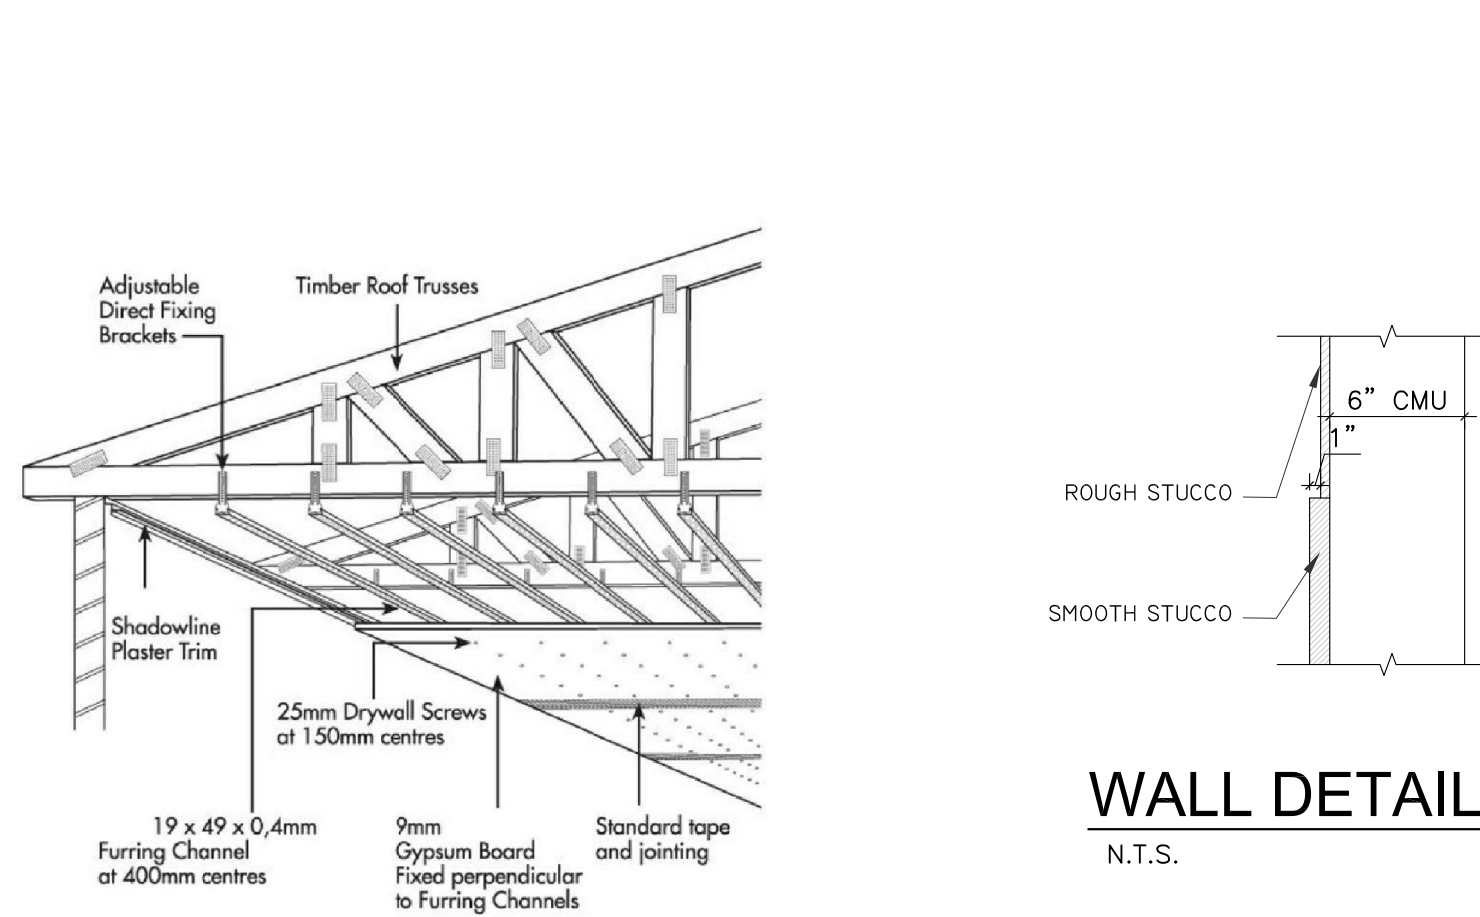 Adjustable
Direct Fixing
Brackets
Timber Roof Trusses
Shadowline
Plaster Trim
25mm Drywall Screws
at 150mm centres
19 x 49 x 0,4mm
Furring Channel
at 400mm centres
9mm
Gypsum Board
Fixed perpendicular
to Furring Channels
Standard tape
and jointing
6" CMU
1"
ROUGH STUCCO
SMOOTH STUCCO
WALL DETAIL
N.T.S.